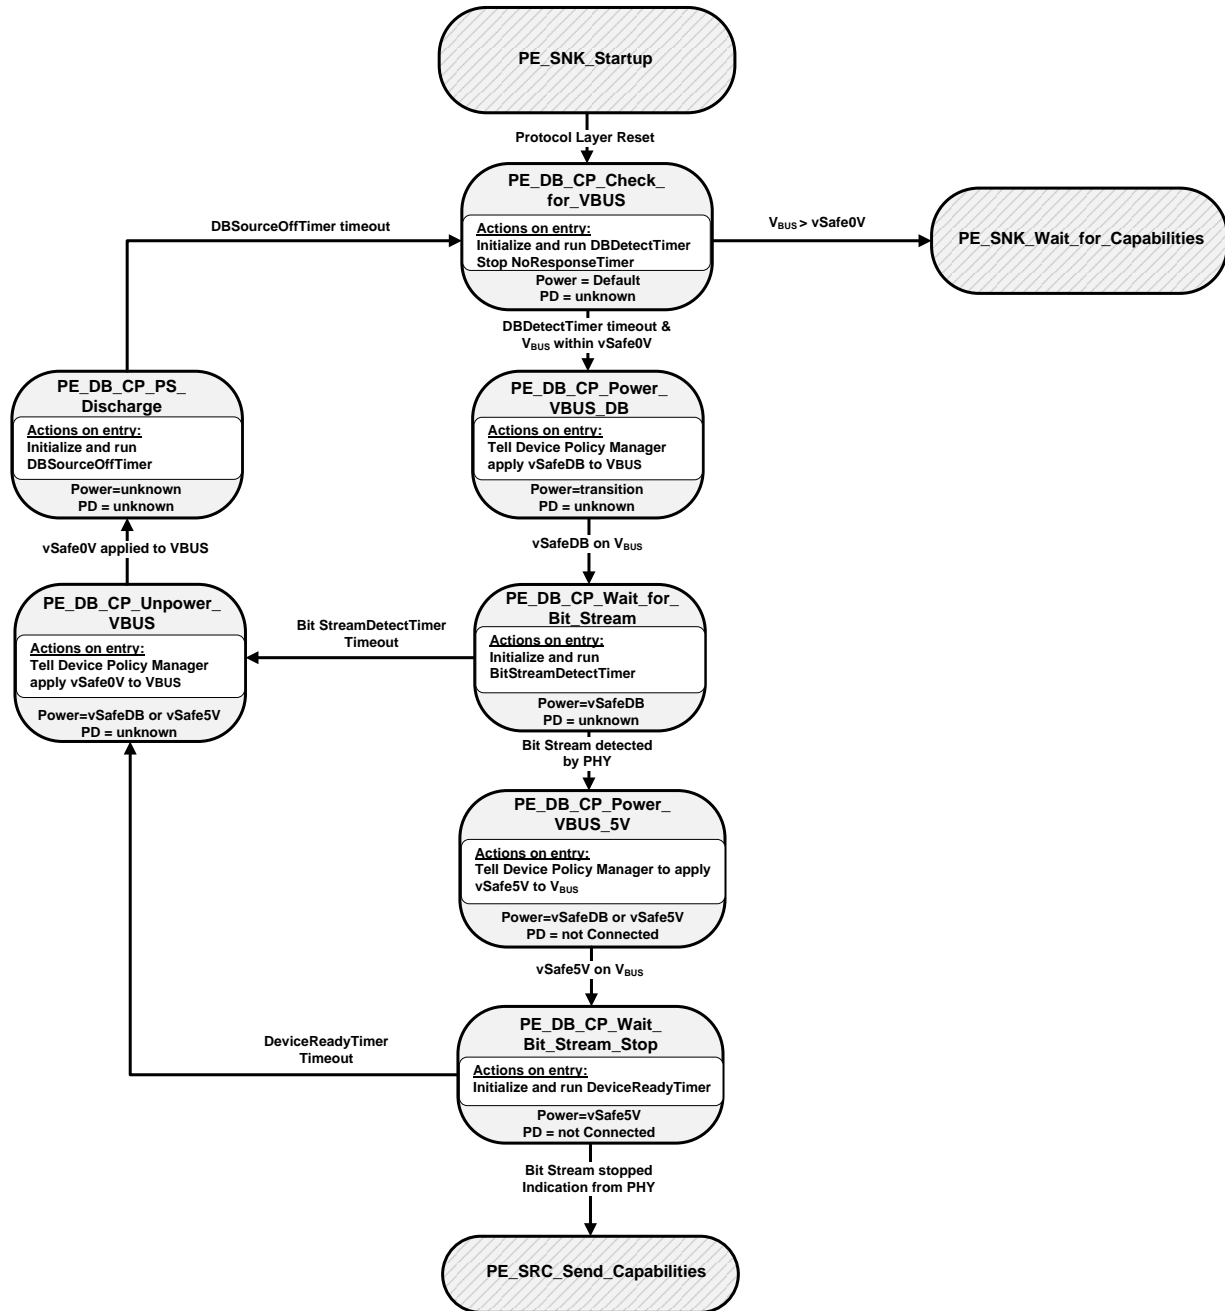 PE_SNK_Startup
Protocol Layer Reset
PE_DB_CP_Check_
for_VBUS
Actions on entry:
Initialize and run DBDetectTimer
Stop NoResponseTimer
Power = Default
PD = unknown
DBSourceOffTimer timeout
VBUS > vSafe0V
PE_SNK_Wait_for_Capabilities
DBDetectTimer timeout &
VBUS within vSafe0V
PE_DB_CP_PS_
Discharge
Actions on entry:
Initialize and run
DBSourceOffTimer
Power=unknown
PD = unknown
PE_DB_CP_Power_
VBUS_DB
Actions on entry:
Tell Device Policy Manager
apply vSafeDB to VBUS
Power=transition
PD = unknown
vSafe0V applied to VBUS
vSafeDB on VBUS
PE_DB_CP_Unpower_
VBUS
Actions on entry:
Tell Device Policy Manager
apply vSafe0V to VBUS
Power=vSafeDB or vSafe5V
PD = unknown
Bit StreamDetectTimer
Timeout
PE_DB_CP_Wait_for_
Bit_Stream
Actions on entry:
Initialize and run
BitStreamDetectTimer
Power=vSafeDB
PD = unknown
Bit Stream detected
by PHY
PE_DB_CP_Power_
VBUS_5V
Actions on entry:
Tell Device Policy Manager to apply
vSafe5V to VBUS
Power=vSafeDB or vSafe5V
PD = not Connected
vSafe5V on VBUS
DeviceReadyTimer
Timeout
PE_DB_CP_Wait_
Bit_Stream_Stop
Actions on entry:
Initialize and run DeviceReadyTimer
Power=vSafe5V
PD = not Connected
Bit Stream stopped
Indication from PHY
PE_SRC_Send_Capabilities